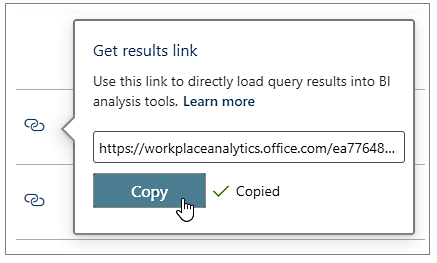 Get results link
Use this link to directly load query results into BI
analysis tools. Learn more
https://workplaceanalytics.office.com/ea77648...
Copy
Copied